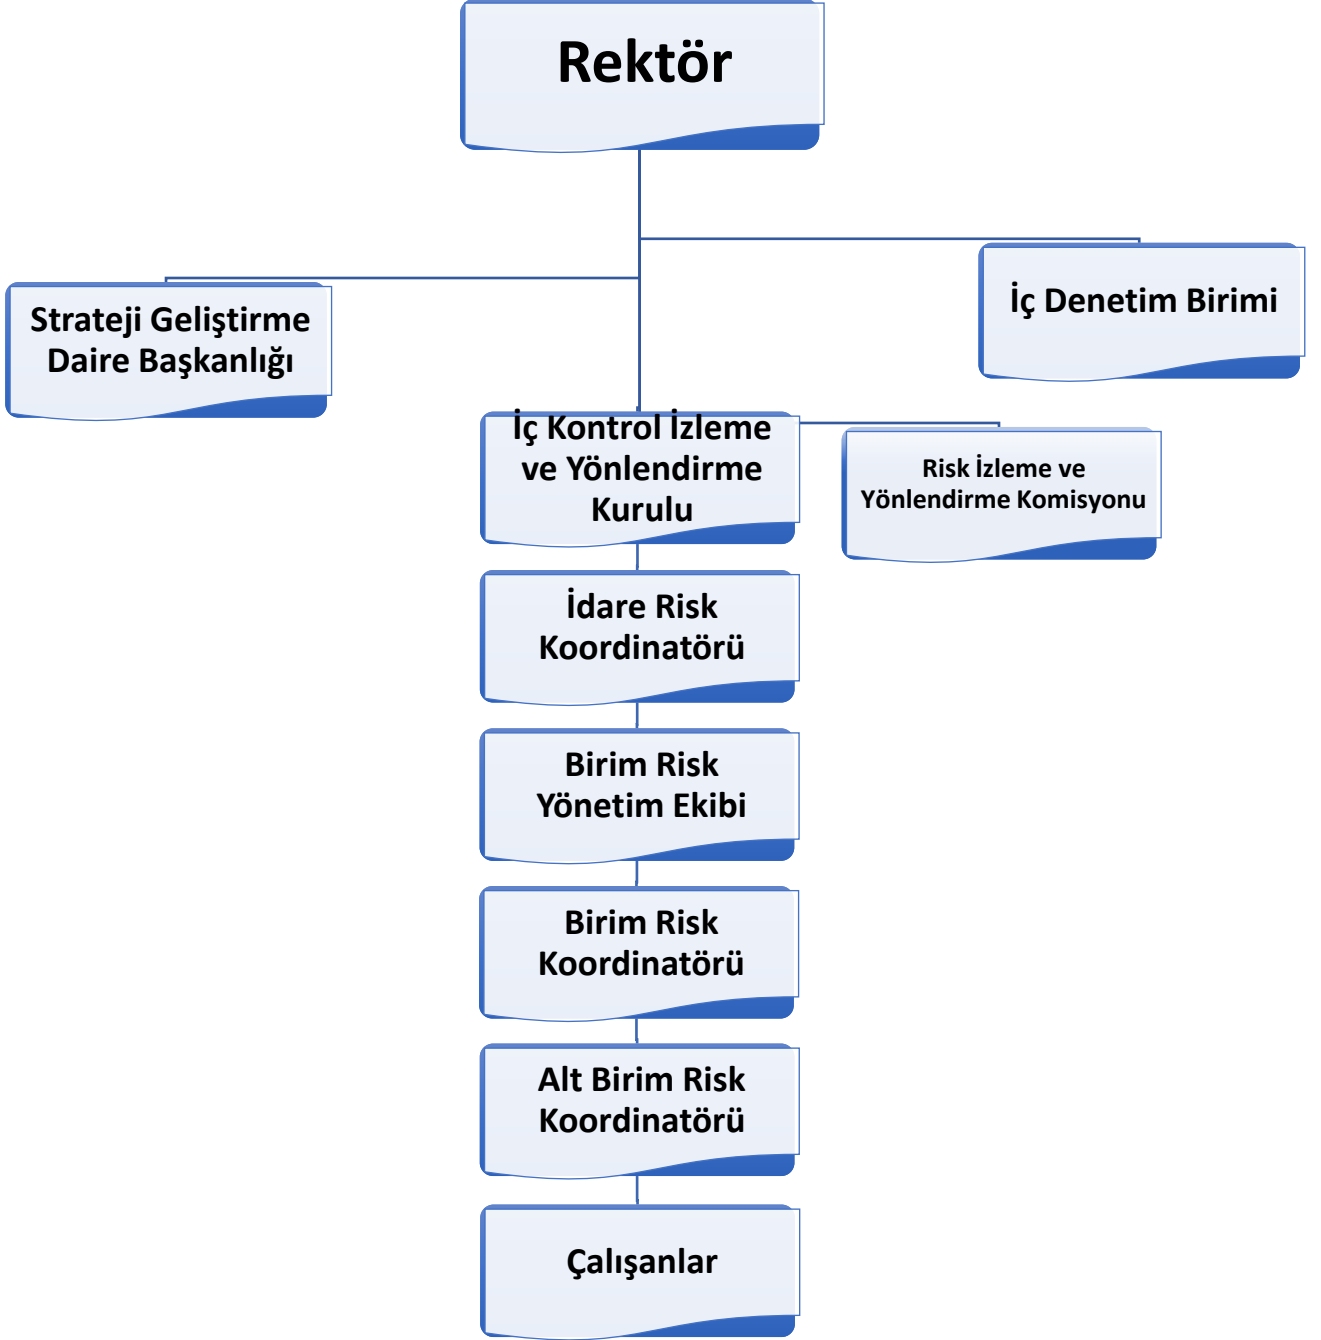 Rektör
İç Denetim Birimi
Strateji Geliştirme
Daire Başkanlığı
İç Kontrol İzleme
ve Yönlendirme
Kurulu
Risk İzleme ve
Yönlendirme Komisyonu
İdare Risk
Koordinatörü
Birim Risk
Yönetim Ekibi
Birim Risk
Koordinatörü
Alt Birim Risk
Koordinatörü
Çalışanlar